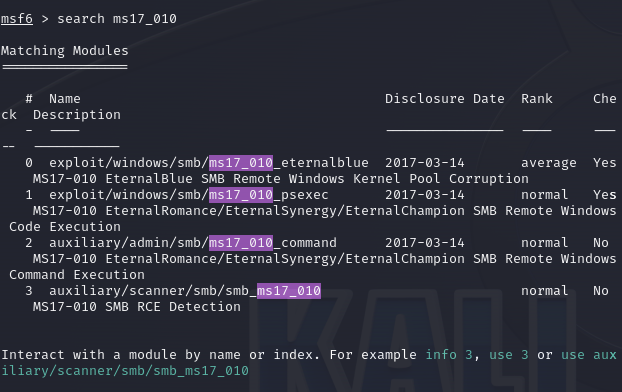 msf6 > search ms17_010
Matching Modules
================
# Name Disclosure Date Rank Che
ck Description
- ---- --------------- ---- ---
-- -----------
0 exploit/windows/smb/ms17_010_eternalblue 2017-03-14 average Yes
MS17-010 EternalBlue SMB Remote Windows Kernel Pool Corruption
1 exploit/windows/smb/ms17_010_psexec 2017-03-14 normal Yes
MS17-010 EternalRomance/EternalSynergy/EternalChampion SMB Remote Windows
Code Execution
2 auxiliary/admin/smb/ms17_010_command 2017-03-14 normal No
MS17-010 EternalRomance/EternalSynergy/EternalChampion SMB Remote Windows
Command Execution
3 auxiliary/scanner/smb/smb_ms17_010 normal No
MS17-010 SMB RCE Detection
KALI
Interact with a module by name or index. For example info 3, use 3 or use aux
iliary/scanner/smb/smb_ms17_010